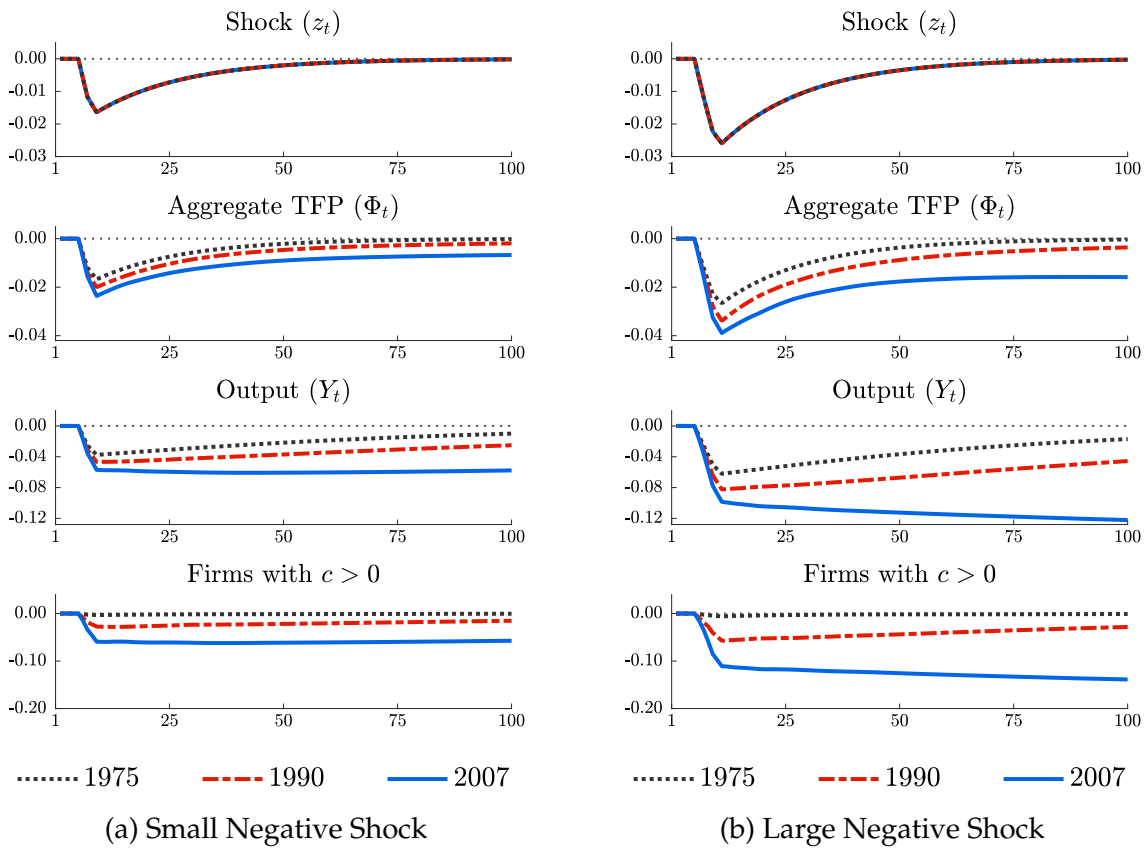 Shock (zₜ)
0.00
-0.01
-0.02
-0.03
1 25 50 75 100
Aggregate TFP (Φₜ)
0.00
-0.02
-0.04
1 25 50 75 100
Output (Yₜ)
0.00
-0.04
-0.08
-0.12
1 25 50 75 100
Firms with c > 0
0.00
-0.10
-0.20
1 25 50 75 100
1975 1990 2007
(a) Small Negative Shock
Shock (zₜ)
0.00
-0.01
-0.02
-0.03
1 25 50 75 100
Aggregate TFP (Φₜ)
0.00
-0.02
-0.04
1 25 50 75 100
Output (Yₜ)
0.00
-0.04
-0.08
-0.12
1 25 50 75 100
Firms with c > 0
0.00
-0.10
-0.20
1 25 50 75 100
1975 1990 2007
(b) Large Negative Shock